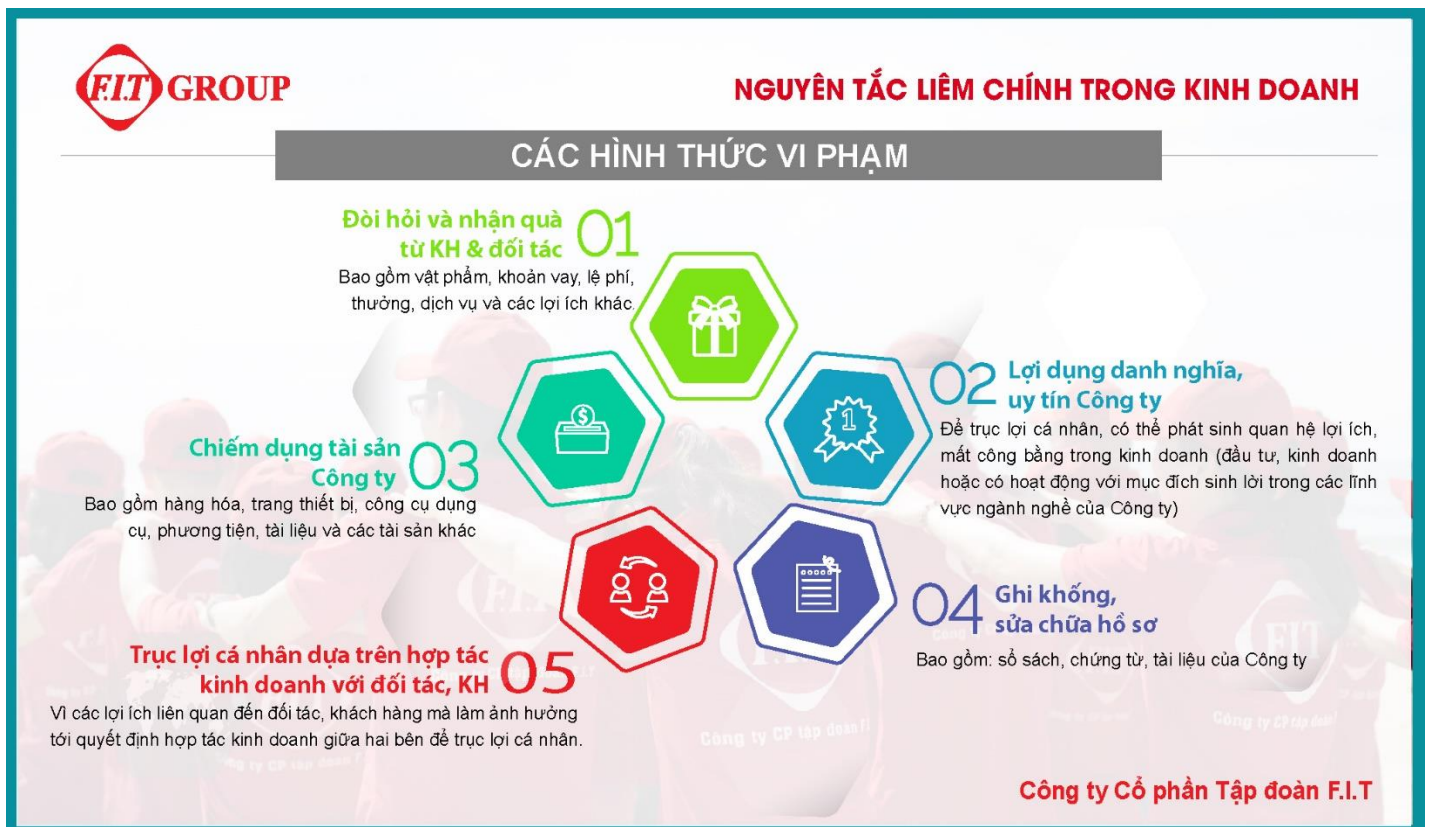 F.I.T GROUP
NGUYÊN TẮC LIÊM CHÍNH TRONG KINH DOANH
CÁC HÌNH THỨC VI PHẠM
Đòi hỏi và nhận quà
từ KH & đối tác
01
Bao gồm vật phẩm, khoản vay, lệ phí,
thưởng, dịch vụ và các lợi ích khác.
02
Lợi dụng danh nghĩa,
uy tín Công ty
Để trục lợi cá nhân, có thể phát sinh quan hệ lợi ích,
mất công bằng trong kinh doanh (đầu tư, kinh doanh
hoặc có hoạt động với mục đích sinh lời trong các lĩnh
vực ngành nghề của Công ty)
Chiếm dụng tài sản
Công ty
03
Bao gồm hàng hóa, trang thiết bị, công cụ dụng
cụ, phương tiện, tài liệu và các tài sản khác
04
Ghi khống,
sửa chữa hồ sơ
Bao gồm: sổ sách, chứng từ, tài liệu của Công ty
Trục lợi cá nhân dựa trên hợp tác
kinh doanh với đối tác, KH
05
Vì các lợi ích liên quan đến đối tác, khách hàng mà làm ảnh hưởng
tới quyết định hợp tác kinh doanh giữa hai bên để trục lợi cá nhân.
$
1
Công ty CP tập đoàn F.I
Công ty Cổ phần Tập đoàn F.I.T